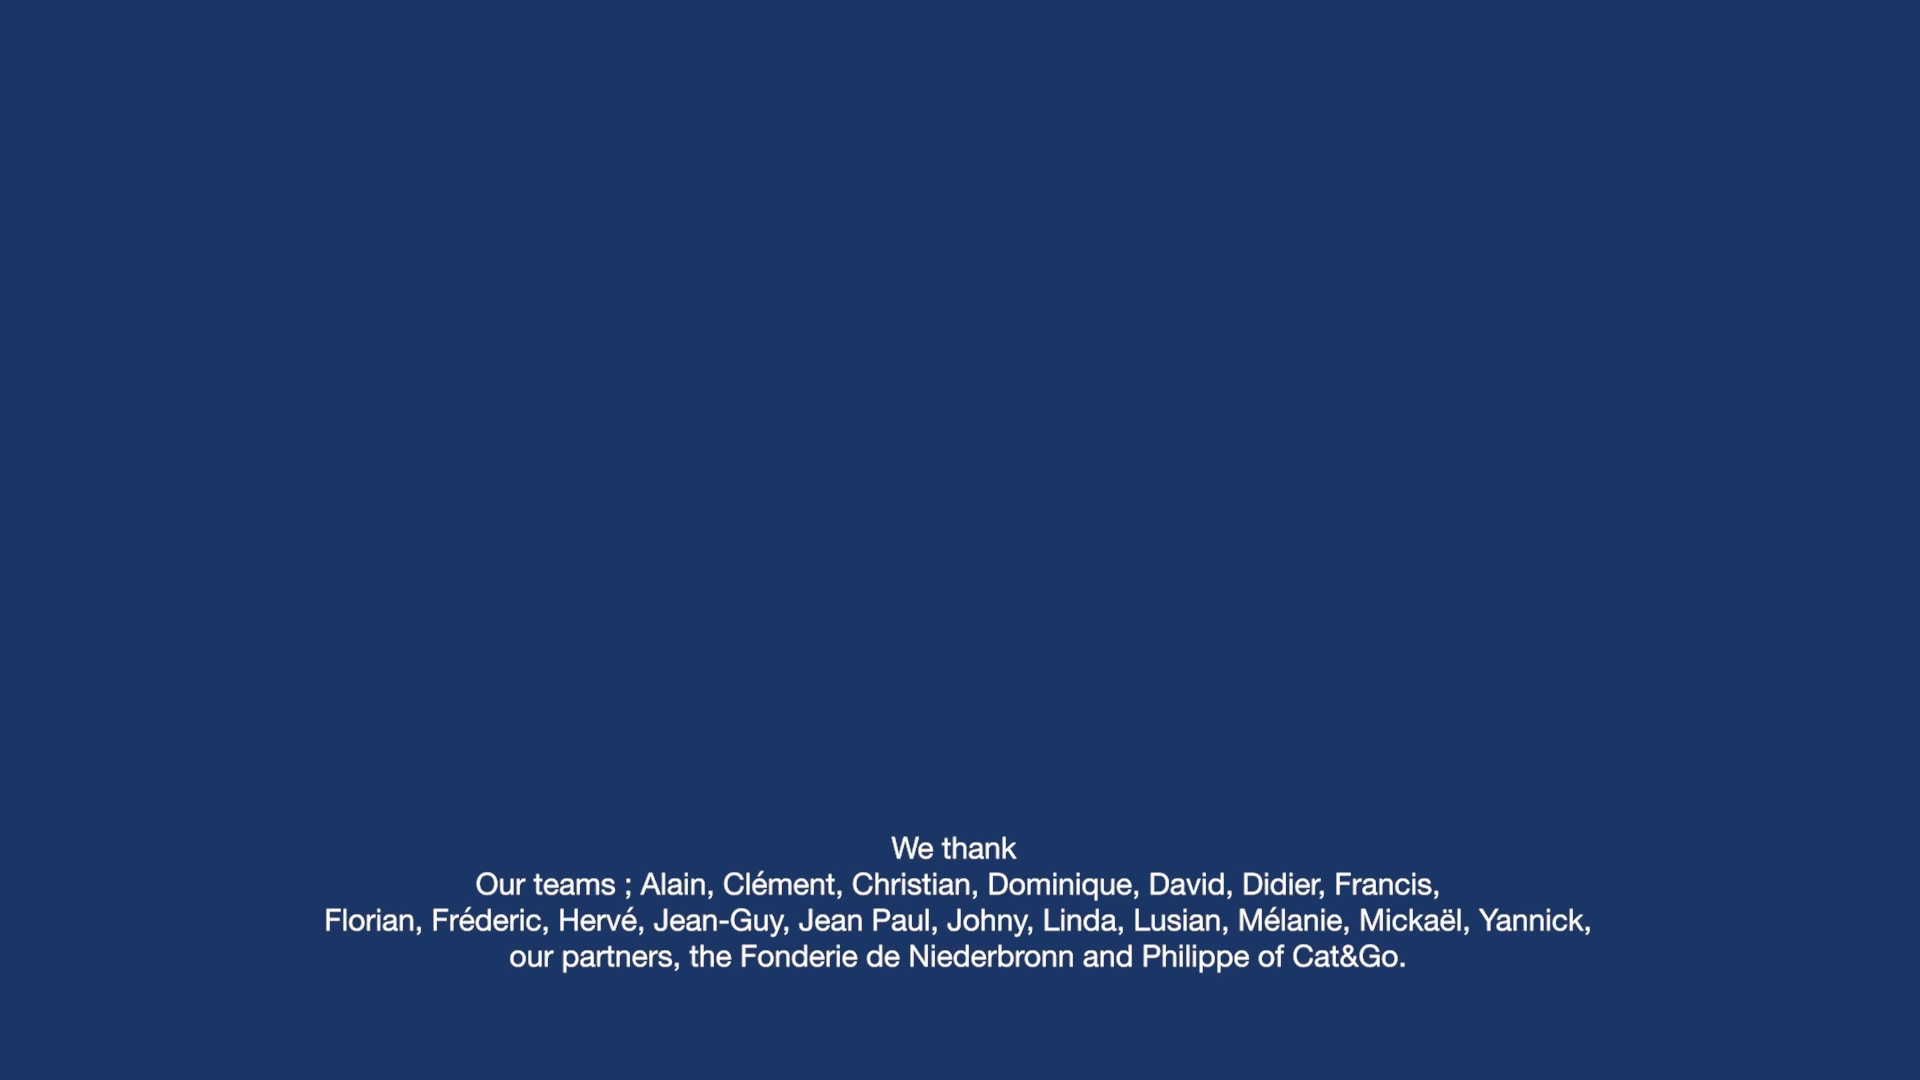 We thank
Our teams ; Alain, Clément, Christian, Dominique, David, Didier, Francis,
Florian, Fréderic, Hervé, Jean-Guy, Jean Paul, Johny, Linda, Lusian, Mélanie, Mickaël, Yannick,
our partners, the Fonderie de Niederbronn and Philippe of Cat&Go.